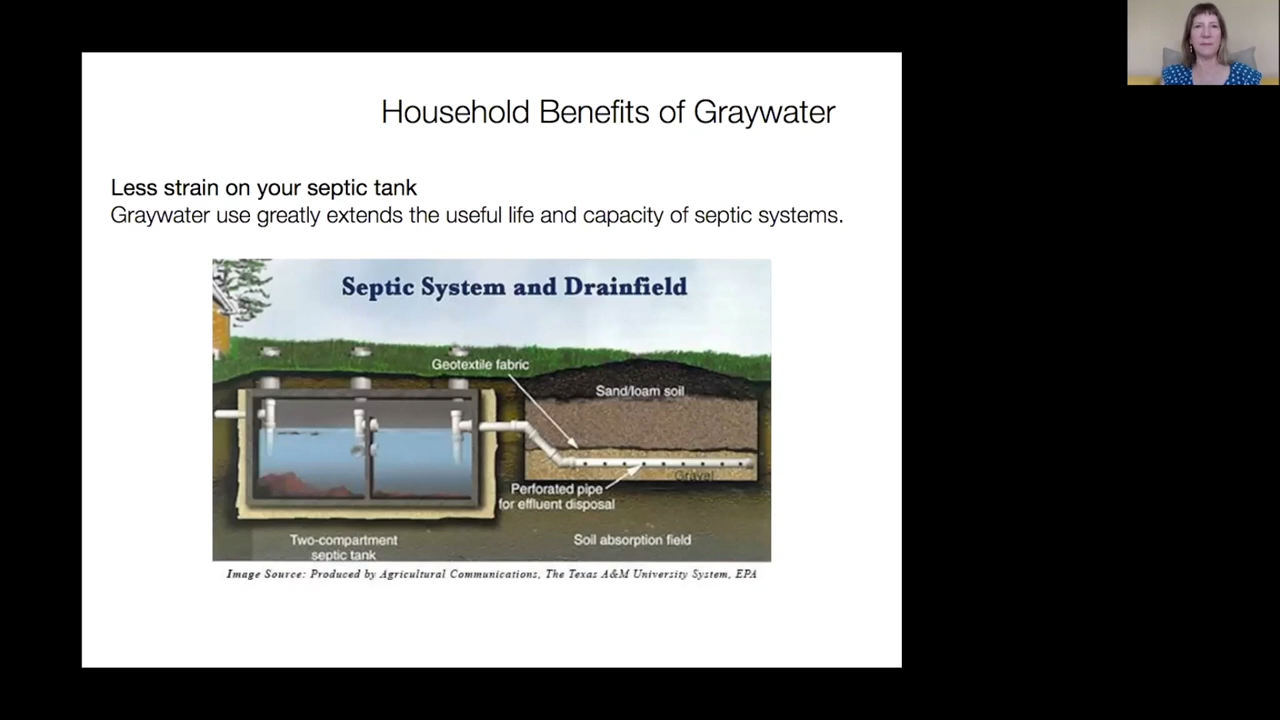 Household Benefits of Graywater
Less strain on your septic tank
Graywater use greatly extends the useful life and capacity of septic systems.
Septic System and Drainfield
Geotextile fabric
Sand/loam soil
Gravel
Perforated pipe
for effluent disposal
Two-compartment
septic tank
Soil absorption field
Image Source: Produced by Agricultural Communications, The Texas A&M University System, EPA